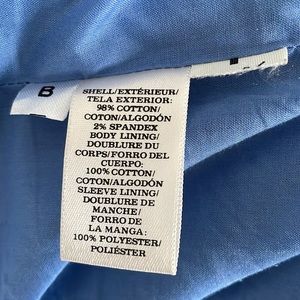 B
SHELL/EXTÉRIEUR/
TELA EXTERIOR:
98% COTTON/
COTON/ALGODÓN
2% SPANDEX
BODY LINING/
DOUBLURE DU
CORPS/FORRO DEL
CUERPO:
100% COTTON/
COTON/ALGODÓN
SLEEVE LINING/
DOUBLURE DE
MANCHE/
FORRO DE
LA MANGA:
100% POLYESTER/
POLIÉSTER